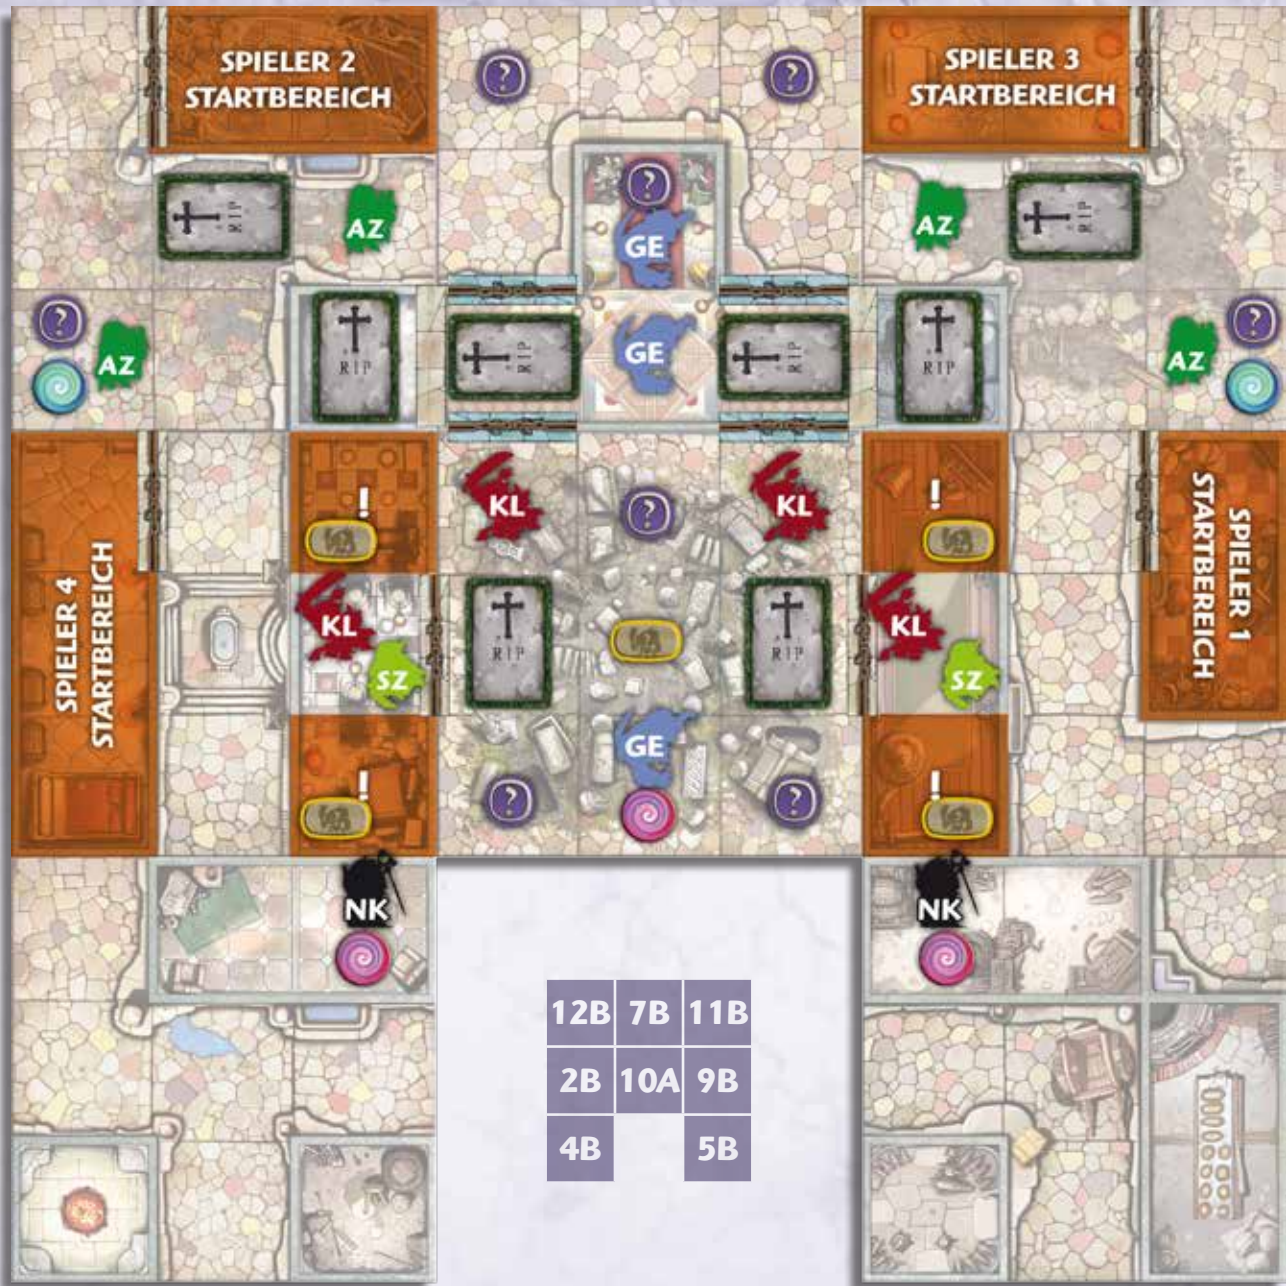 SPIELER 2
STARTBEREICH
?
?
SPIELER 3
STARTBEREICH
RIP
AZ
?
GE
AZ
RIP
?
AZ
RIP
RIP
GE
RIP
RIP
AZ
?
SPIELER 4
STARTBEREICH
!
KL
?
KL
!
SPIELER 1
STARTBEREICH
KL
SZ
RIP
RIP
KL
SZ
!
?
GE
?
!
NK
NK
12B 7B 11B
2B 10A 9B
4B 5B